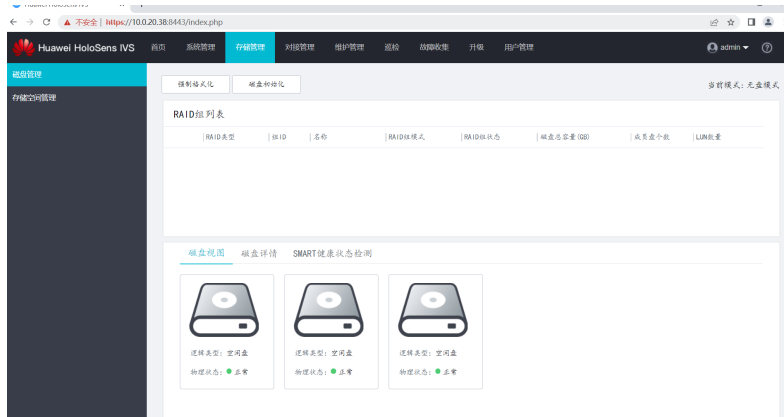 不安全 | https://10.0.20.38:8443/index.php
Huawei HoloSens IVS 首页 系统管理 存储管理 对接管理 维护管理 巡检 故障收集 升级 用户管理 admin
磁盘管理
存储空间管理
强制格式化 磁盘初始化 当前模式: 无盘模式
RAID组列表
RAID类型 组ID 名称 RAID组模式 RAID组状态 磁盘总容量(GB) 成员盘个数 LUN数量
磁盘视图 磁盘详情 SMART健康状态检测
逻辑类型: 空闲盘 逻辑类型: 空闲盘 逻辑类型: 空闲盘
物理状态: 正常 物理状态: 正常 物理状态: 正常